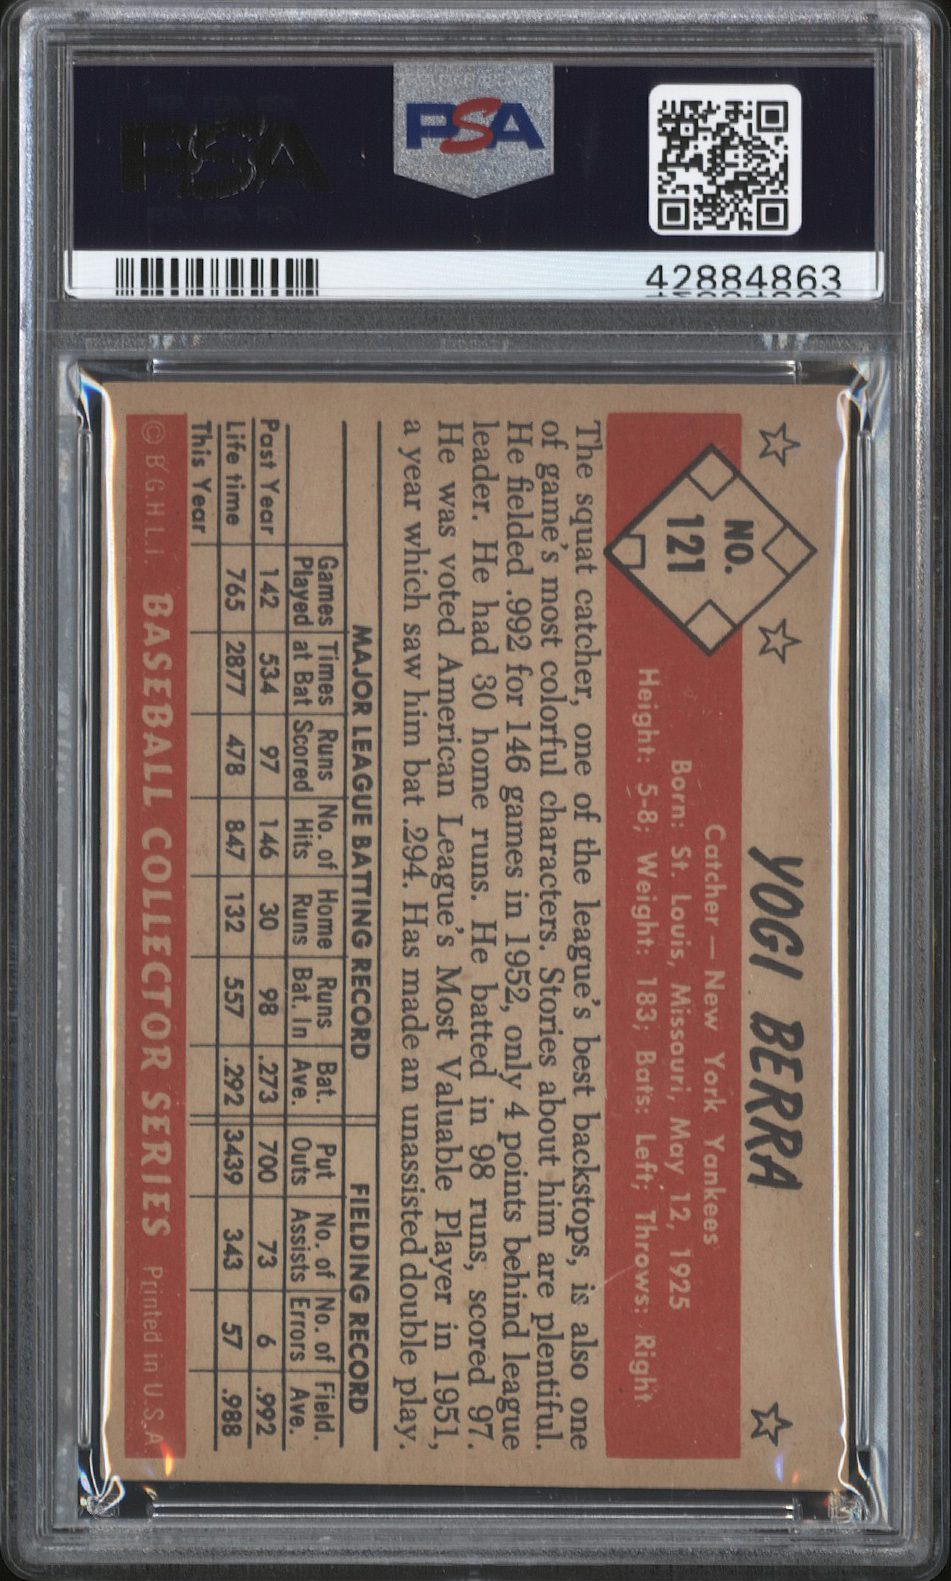 PSA
PSA
42884863
NO.
121
YOGI BERRA
Catcher — New York Yankees
Born: St. Louis, Missouri, May 12, 1925
Height: 5-8; Weight: 183; Bats: Left; Throws: Right
The squat catcher, one of the league's best backstops, is also one
of game's most colorful characters. Stories about him are plentiful.
He fielded .992 for 146 games in 1952, only 4 points behind league
leader. He had 30 home runs. He batted in 98 runs, scored 97.
He was voted American League's Most Valuable Player in 1951,
a year which saw him bat .294. Has made an unassisted double play.
MAJOR LEAGUE BATTING RECORD FIELDING RECORD
Games Times Runs No. of Home Runs Bat. Put No. of No. of Field.
Played at Bat Scored Hits Runs Bat. In Ave. Outs Assists Errors Ave.
Past Year 142 534 97 146 30 98 .273 700 73 6 .992
Life time 765 2877 478 847 132 557 .292 3439 343 57 .988
This Year
© B.G.H.L.I. BASEBALL COLLECTOR SERIES Printed in U.S.A.